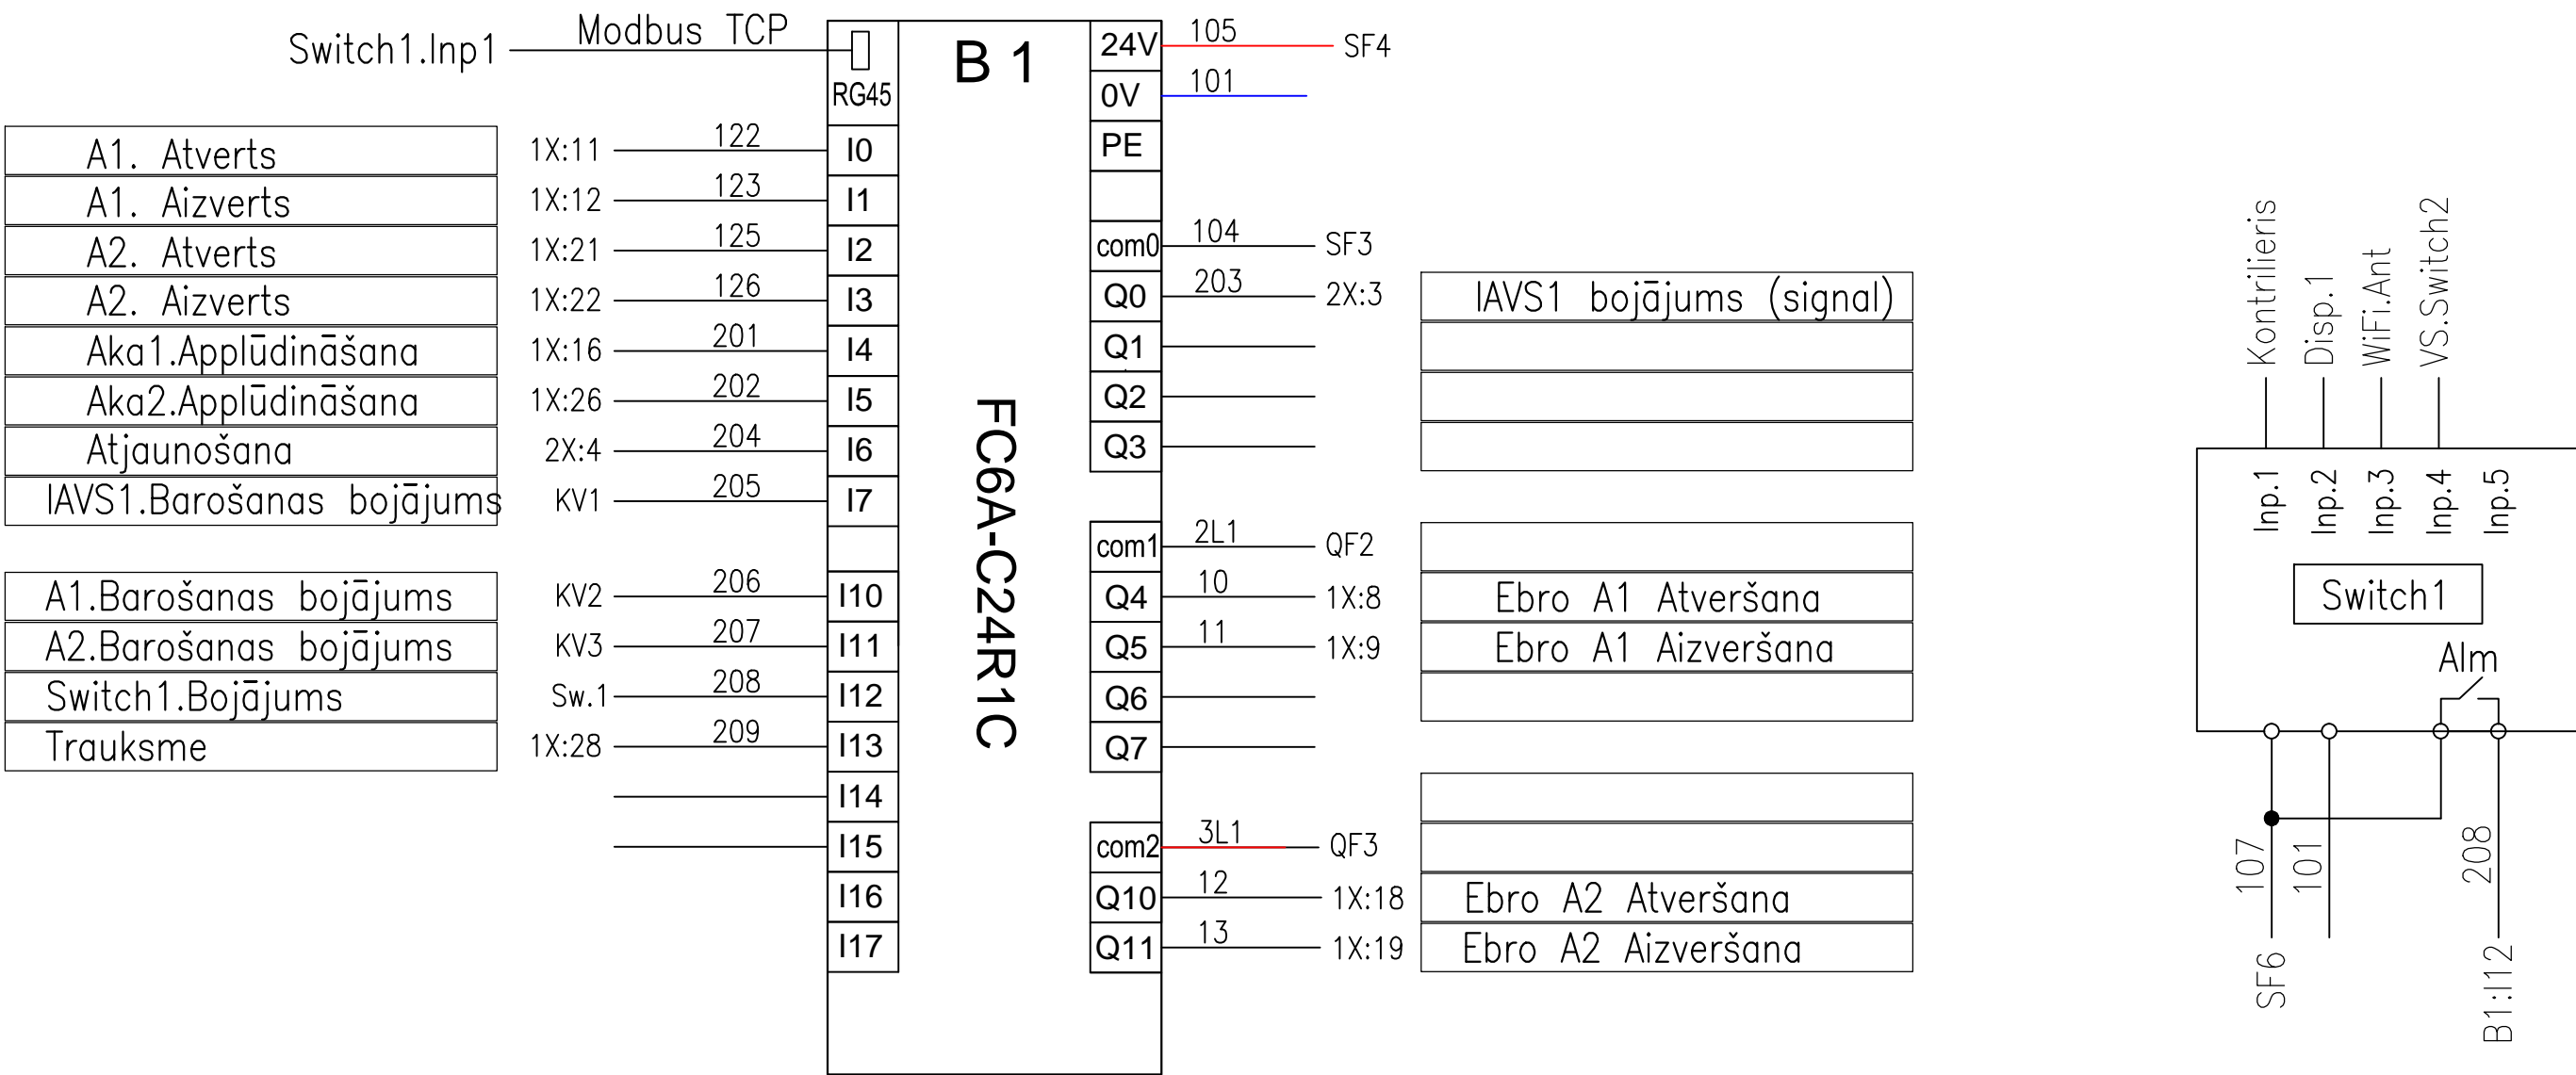 Switch1.Inp1
Modbus TCP
RG45
B 1
FC6A-C24R1C
A1. Atverts 1X:11 122 I0
A1. Aizverts 1X:12 123 I1
A2. Atverts 1X:21 125 I2
A2. Aizverts 1X:22 126 I3
Aka1.Applūdināšana 1X:16 201 I4
Aka2.Applūdināšana 1X:26 202 I5
Atjaunošana 2X:4 204 I6
IAVS1.Barošanas bojājums KV1 205 I7
A1.Barošanas bojājums KV2 206 I10
A2.Barošanas bojājums KV3 207 I11
Switch1.Bojājums Sw.1 208 I12
Trauksme 1X:28 209 I13
I14
I15
I16
I17
24V 105 SF4
0V 101
PE
com0 104 SF3
Q0 203 2X:3 IAVS1 bojājums (signal)
Q1
Q2
Q3
com1 2L1 QF2
Q4 10 1X:8 Ebro A1 Atveršana
Q5 11 1X:9 Ebro A1 Aizveršana
Q6
Q7
com2 3L1 QF3
Q10 12 1X:18 Ebro A2 Atveršana
Q11 13 1X:19 Ebro A2 Aizveršana
Kontrilieris
Disp.1
WiFi.Ant
VS.Switch2
Inp.1
Inp.2
Inp.3
Inp.4
Inp.5
Switch1
Alm
107
101
208
SF6
B1:I12